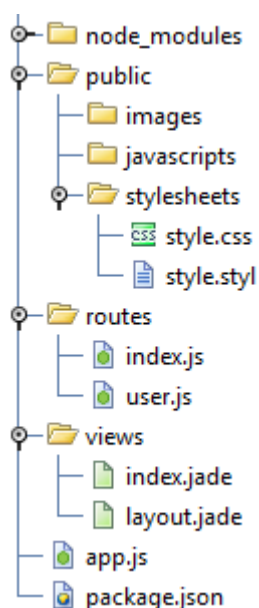 node_modules
public
images
javascripts
stylesheets
css style.css
style.styl
routes
index.js
user.js
views
index.jade
layout.jade
app.js
package.json